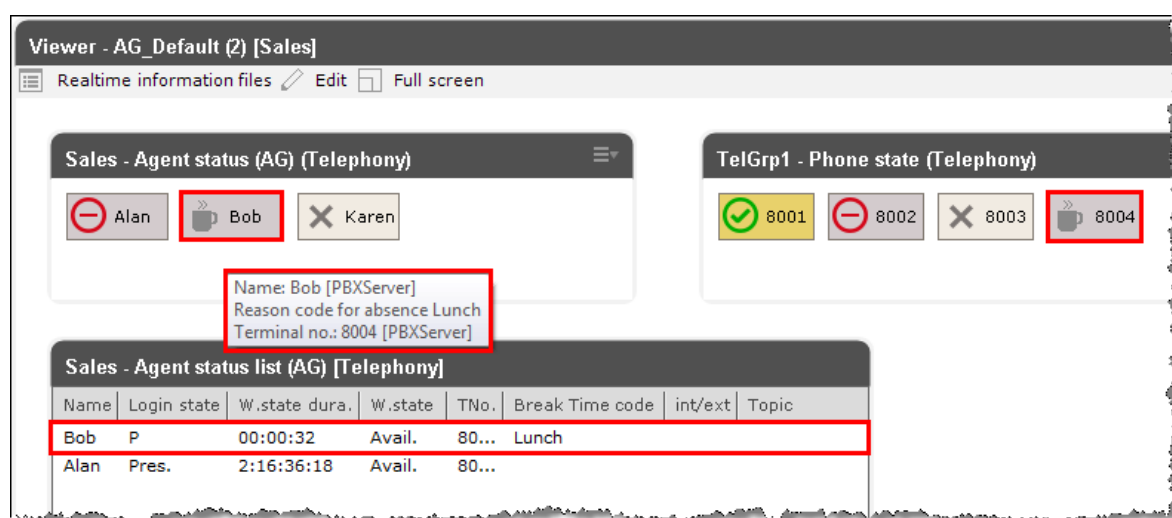 Viewer - AG_Default (2) [Sales]
Realtime information files Edit Full screen
Sales - Agent status (AG) (Telephony)
Alan Bob Karen
TelGrp1 - Phone state (Telephony)
8001 8002 8003 8004
Name: Bob [PBXServer]
Reason code for absence Lunch
Terminal no.: 8004 [PBXServer]
Sales - Agent status list (AG) [Telephony]
Name Login state W.state dura. W.state TNo. Break Time code int/ext Topic
Bob P 00:00:32 Avail. 80... Lunch
Alan Pres. 2:16:36:18 Avail. 80...